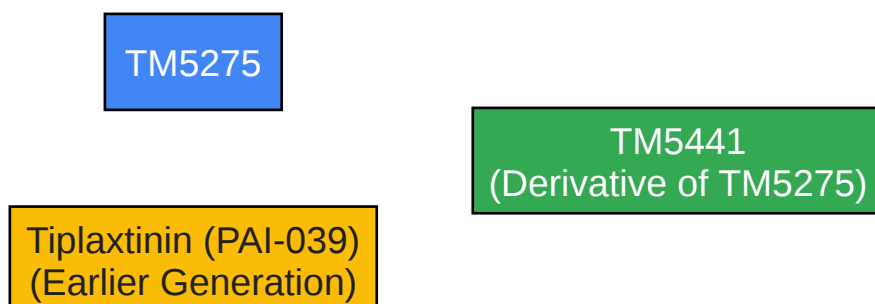 TM5275
TM5441
(Derivative of TM5275)
Tiplaxtinin (PAI-039)
(Earlier Generation)